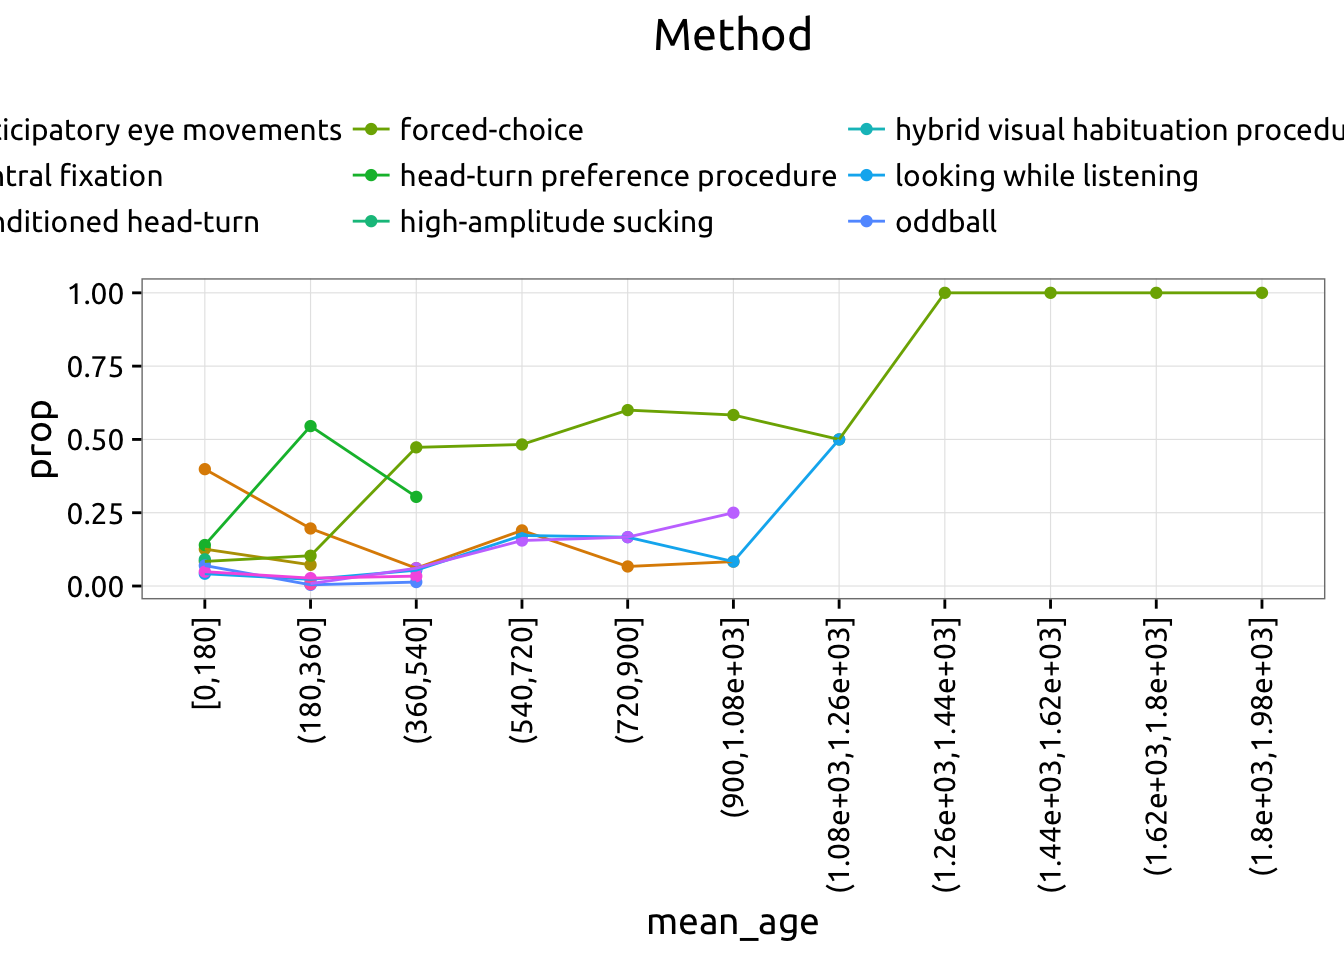 Method
ticipatory eye movements forced-choice hybrid visual habituation procedu
ntral fixation head-turn preference procedure looking while listening
nditioned head-turn high-amplitude sucking oddball
1.00
0.75
0.50
0.25
0.00
prop
[0,180]
(180,360]
(360,540]
(540,720]
(720,900]
(900,1.08e+03]
(1.08e+03,1.26e+03]
(1.26e+03,1.44e+03]
(1.44e+03,1.62e+03]
(1.62e+03,1.8e+03]
(1.8e+03,1.98e+03]
mean_age